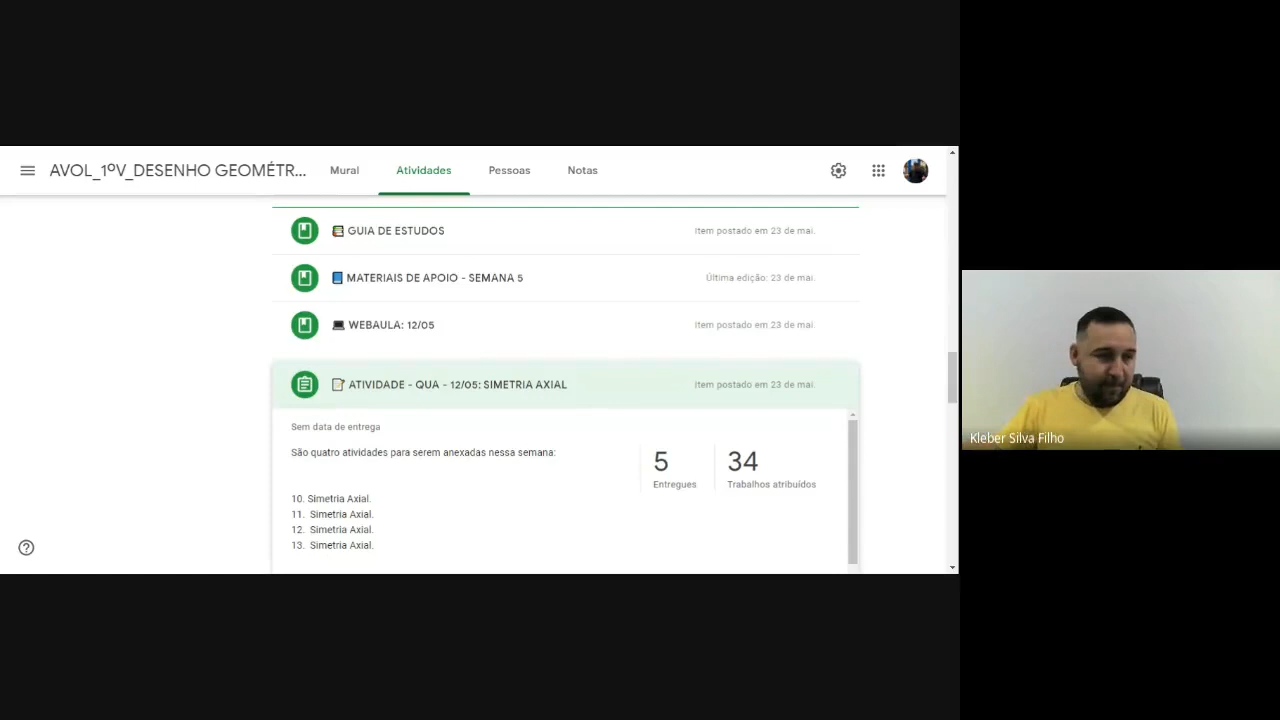 AVOL_1ºV_DESENHO GEOMÉTR...
Mural
Atividades
Pessoas
Notas
GUIA DE ESTUDOS
Item postado em 23 de mai.
MATERIAIS DE APOIO - SEMANA 5
Última edição: 23 de mai.
WEBAULA: 12/05
Item postado em 23 de mai.
ATIVIDADE - QUA - 12/05: SIMETRIA AXIAL
Item postado em 23 de mai.
Sem data de entrega
São quatro atividades para serem anexadas nessa semana:
5
Entregues
34
Trabalhos atribuídos
10. Simetria Axial.
11. Simetria Axial.
12. Simetria Axial.
13. Simetria Axial.
Kleber Silva Filho